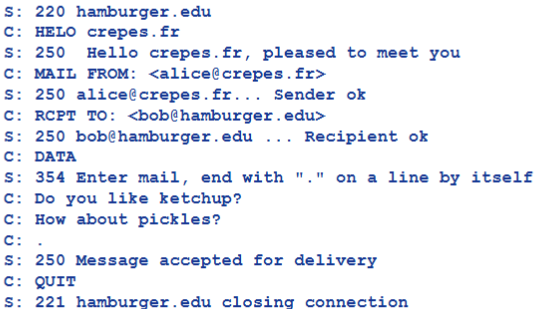 S: 220 hamburger.edu
C: HELO crepes.fr
S: 250  Hello crepes.fr, pleased to meet you
C: MAIL FROM: <alice@crepes.fr>
S: 250 alice@crepes.fr... Sender ok
C: RCPT TO: <bob@hamburger.edu>
S: 250 bob@hamburger.edu ... Recipient ok
C: DATA
S: 354 Enter mail, end with "." on a line by itself
C: Do you like ketchup?
C: How about pickles?
C: .
S: 250 Message accepted for delivery
C: QUIT
S: 221 hamburger.edu closing connection